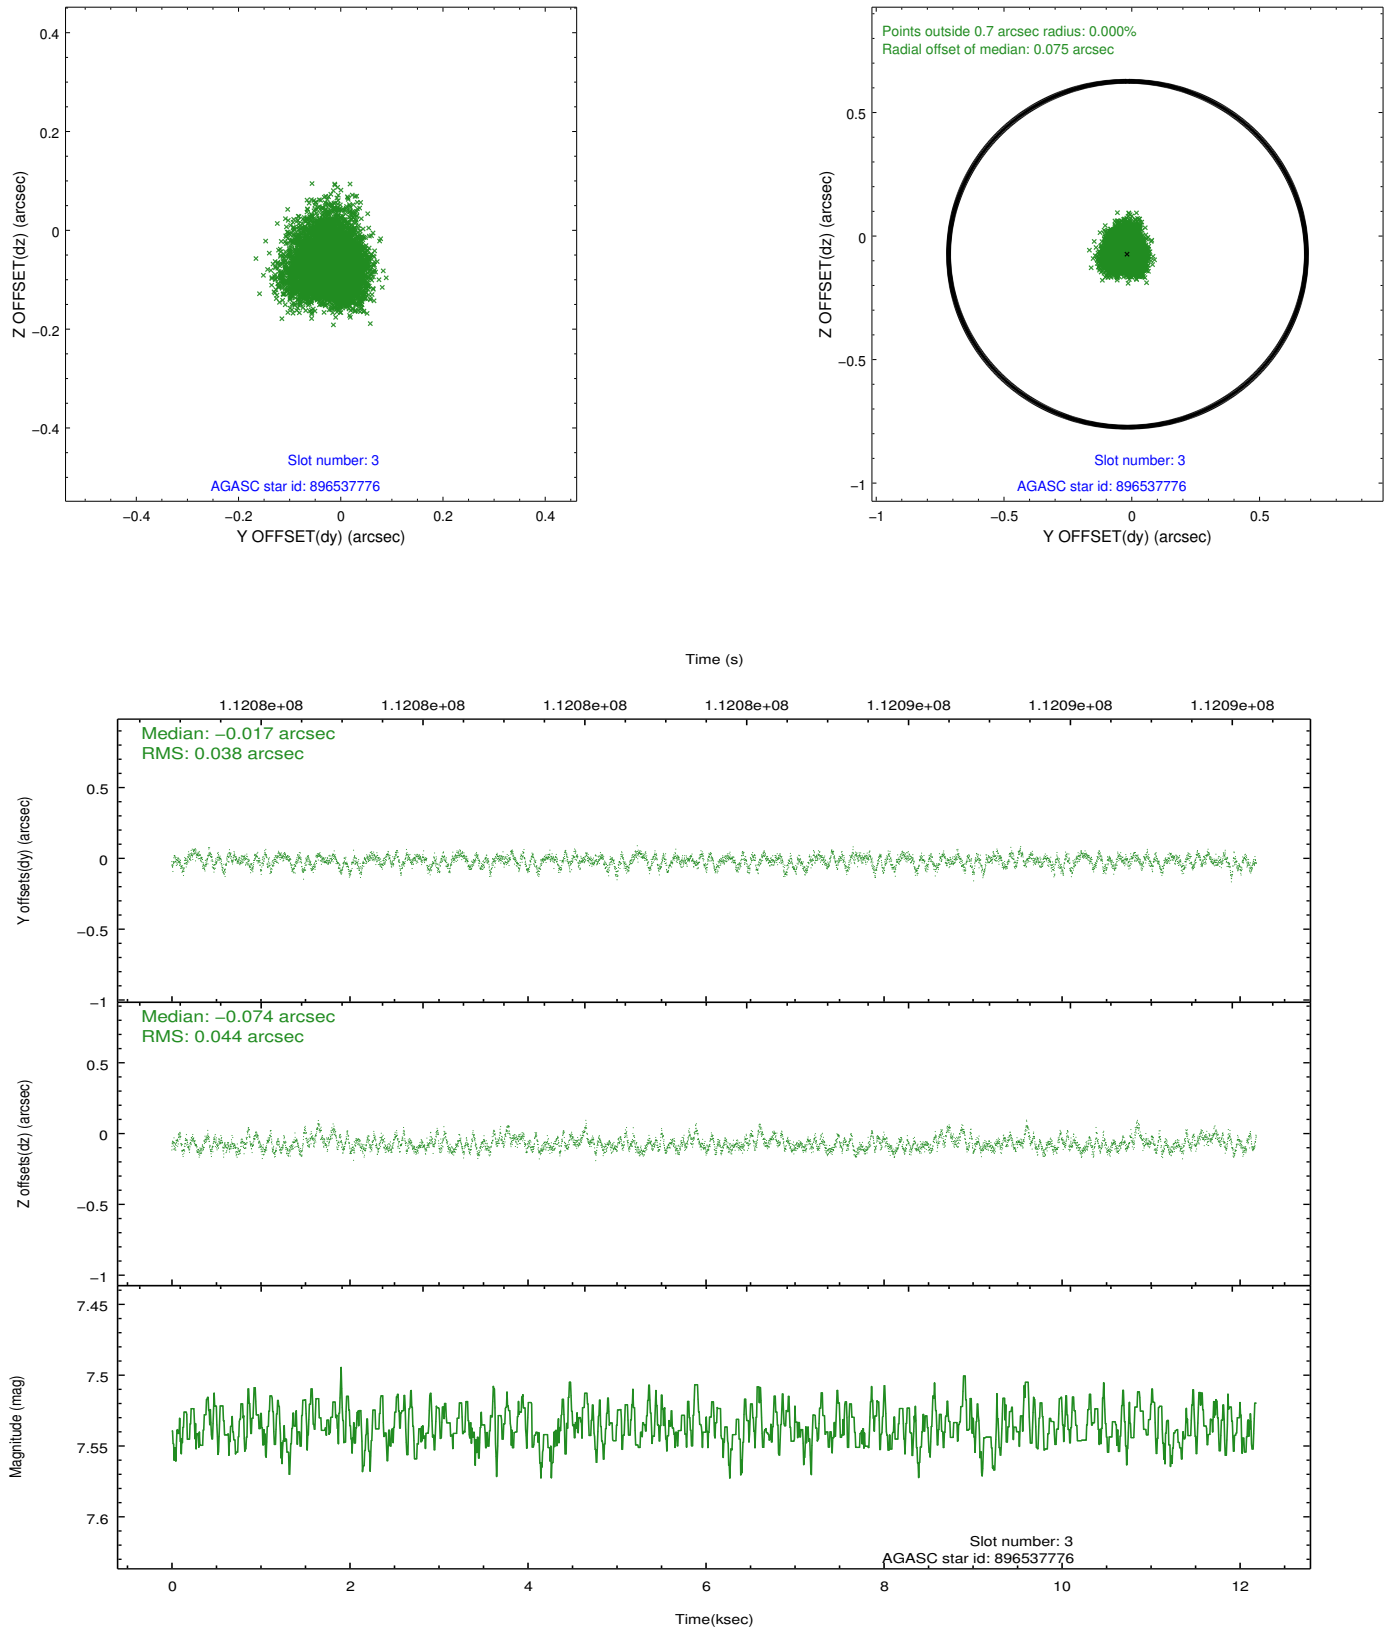 0.4
0.2
0
−0.2
−0.4
Z OFFSET(dz) (arcsec)
Slot number: 3
AGASC star id: 896537776
−0.4
−0.2
0
0.2
0.4
Y OFFSET(dy) (arcsec)
Points outside 0.7 arcsec radius: 0.000%
Radial offset of median: 0.075 arcsec
0.5
0
−0.5
−1
Z OFFSET(dz) (arcsec)
Slot number: 3
AGASC star id: 896537776
−1
−0.5
0
0.5
Y OFFSET(dy) (arcsec)
Time (s)
1.1208e+08
1.1208e+08
1.1208e+08
1.1208e+08
1.1209e+08
1.1209e+08
1.1209e+08
Median: −0.017 arcsec
RMS: 0.038 arcsec
0.5
0
−0.5
−1
Y offsets(dy) (arcsec)
Median: −0.074 arcsec
RMS: 0.044 arcsec
0.5
0
−0.5
−1
Z offsets(dz) (arcsec)
7.45
7.5
7.55
7.6
Magnitude (mag)
Slot number: 3
AGASC star id: 896537776
0
2
4
6
8
10
12
Time(ksec)